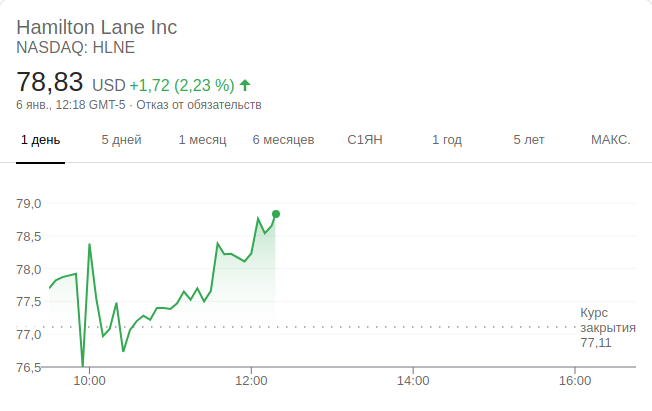 Hamilton Lane Inc
NASDAQ: HLNE
78,83 USD +1,72 (2,23 %)
6 янв., 12:18 GMT-5 · Отказ от обязательств
1 день 5 дней 1 месяц 6 месяцев С1ЯН 1 год 5 лет МАКС.
79,0
78,5
78,0
77,5
77,0
76,5
Курс
закрытия
77,11
10:00 12:00 14:00 16:00